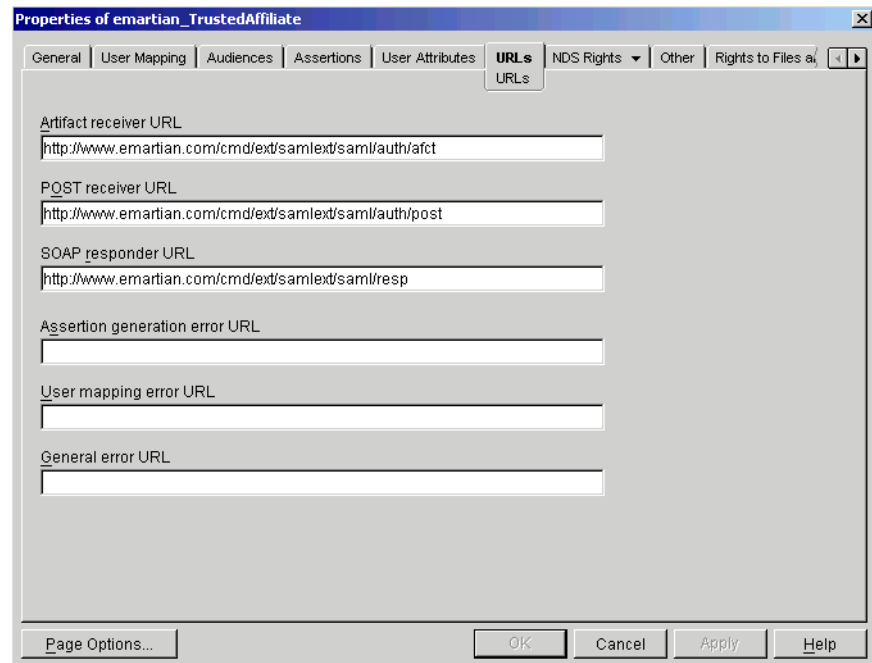 Properties of emartian_TrustedAffiliate
General User Mapping Audiences Assertions User Attributes URLs NDS Rights Other Rights to Files a
URLs
Artifact receiver URL
http://www.emartian.com/cmd/ext/samlext/saml/auth/afct
POST receiver URL
http://www.emartian.com/cmd/ext/samlext/saml/auth/post
SOAP responder URL
http://www.emartian.com/cmd/ext/samlext/saml/resp
Assertion generation error URL
User mapping error URL
General error URL
Page Options... OK Cancel Apply Help